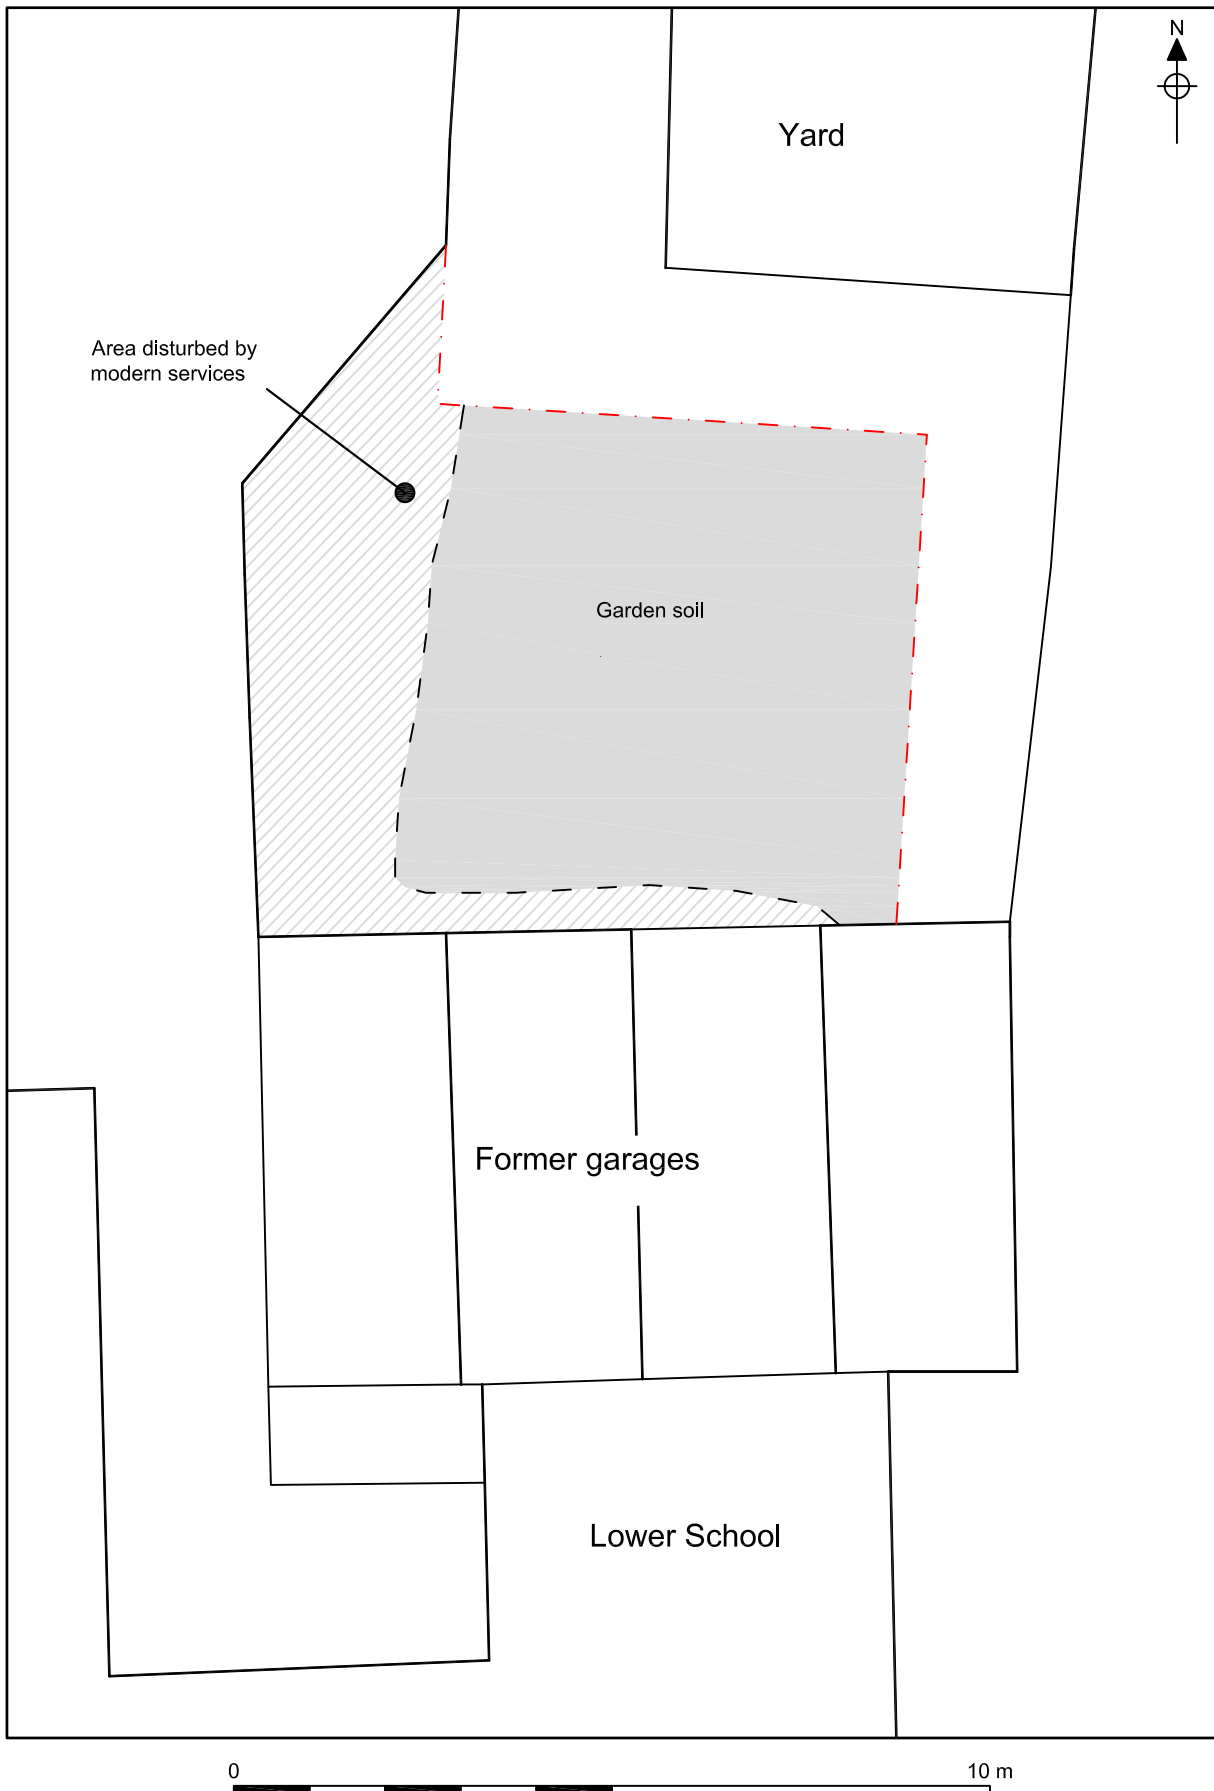 N
Yard
Area disturbed by
modern services
Garden soil
Former garages
Lower School
0
10 m